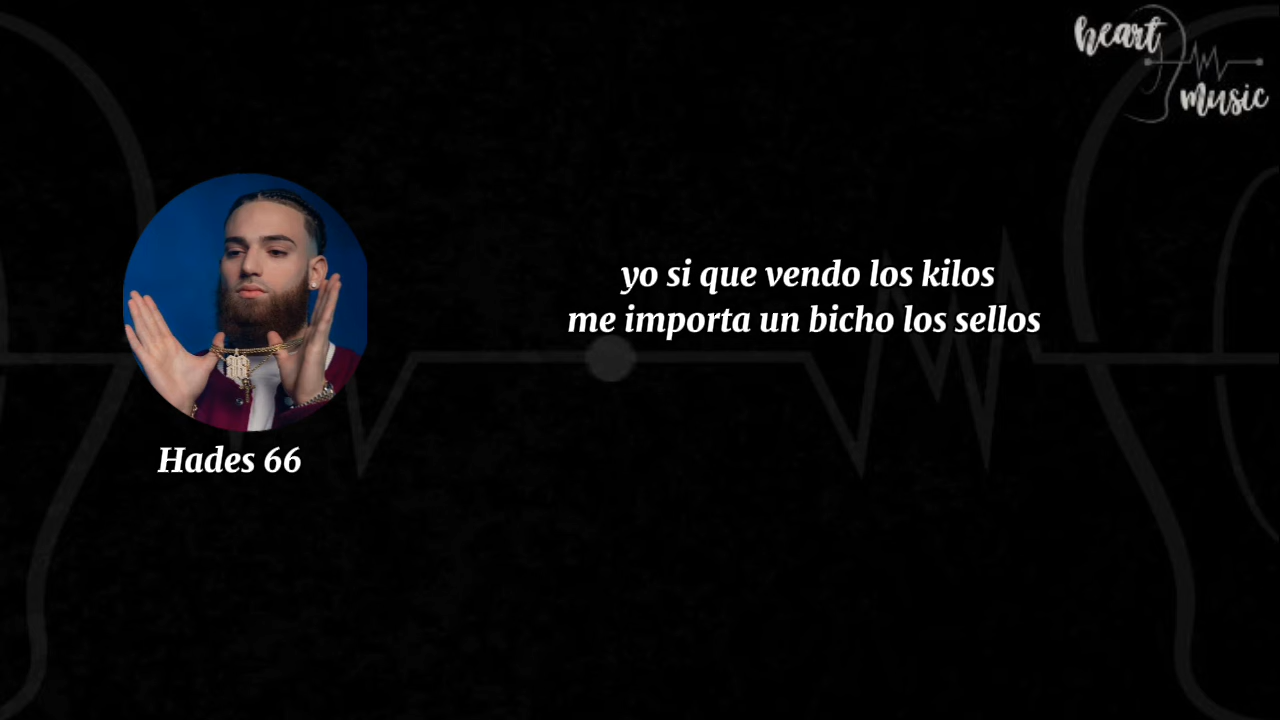 heart
music
yo si que vendo los kilos
me importa un bicho los sellos
Hades 66